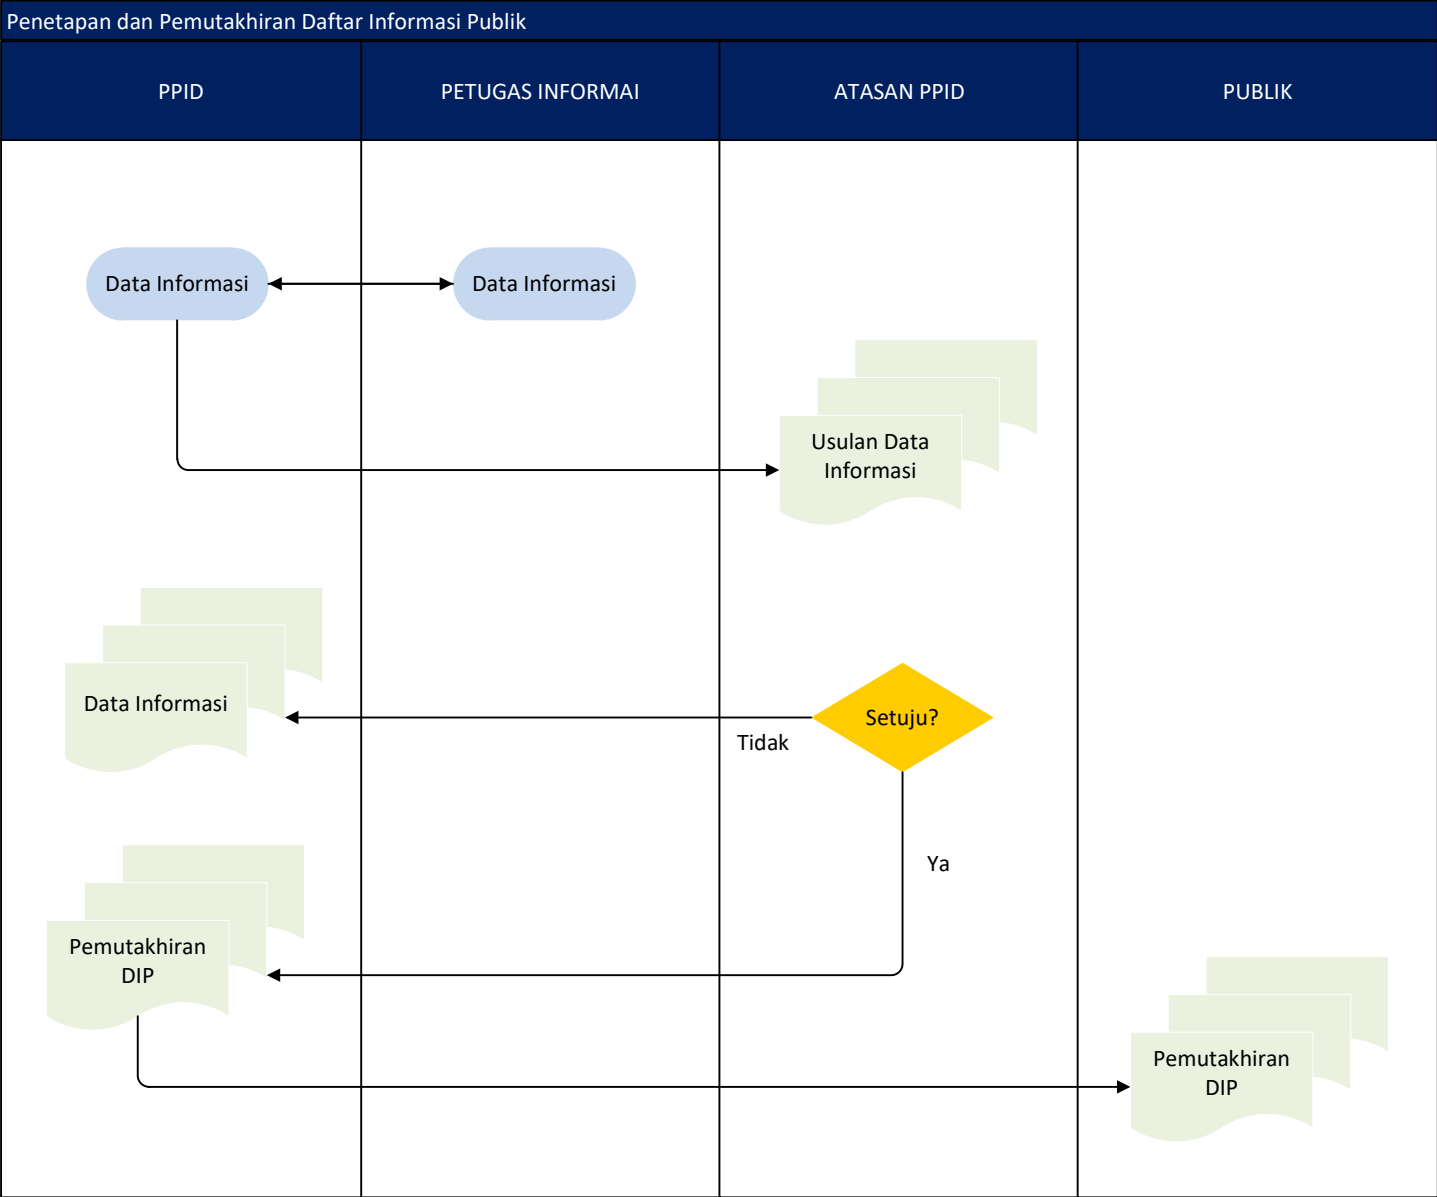 Penetapan dan Pemutakhiran Daftar Informasi Publik
PPID
PETUGAS INFORMAI
ATASAN PPID
PUBLIK
Data Informasi
Data Informasi
Usulan Data
Informasi
Data Informasi
Setuju?
Tidak
Ya
Pemutakhiran
DIP
Pemutakhiran
DIP